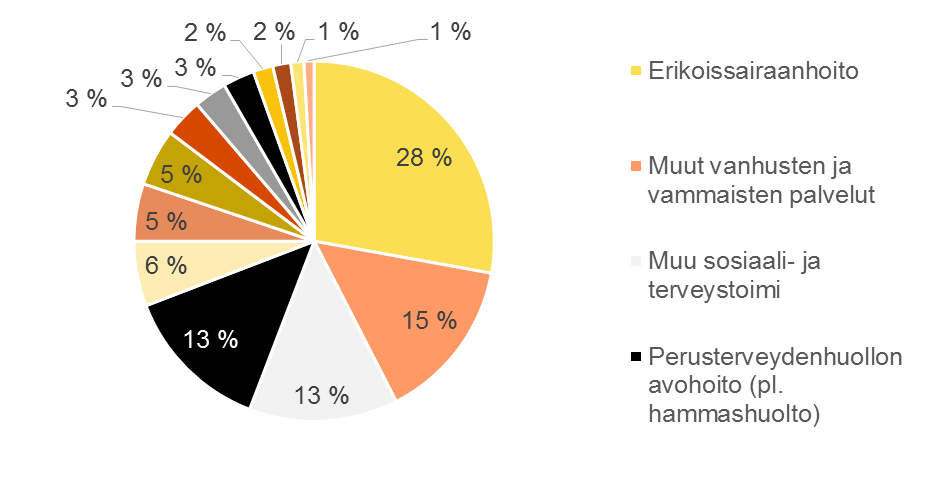 2 %
2 %
1 %
1 %
3 %
3 %
3 %
28 %
5 %
5 %
6 %
15 %
13 %
13 %
Erikoissairaanhoito
Muut vanhusten ja
vammaisten palvelut
Muu sosiaali- ja
terveystoimi
Perusterveydenhuollon
avohoito (pl.
hammashuolto)